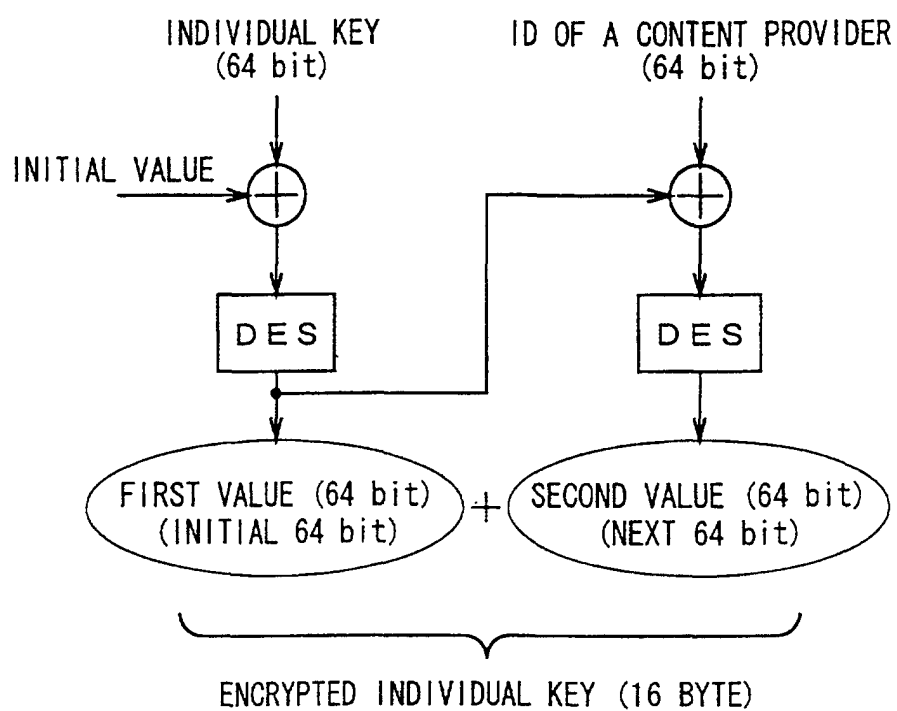 INDIVIDUAL KEY
(64 bit)
ID OF A CONTENT PROVIDER
(64 bit)
INITIAL VALUE
DES
DES
FIRST VALUE (64 bit)
(INITIAL 64 bit)
+
SECOND VALUE (64 bit)
(NEXT 64 bit)
ENCRYPTED INDIVIDUAL KEY (16 BYTE)